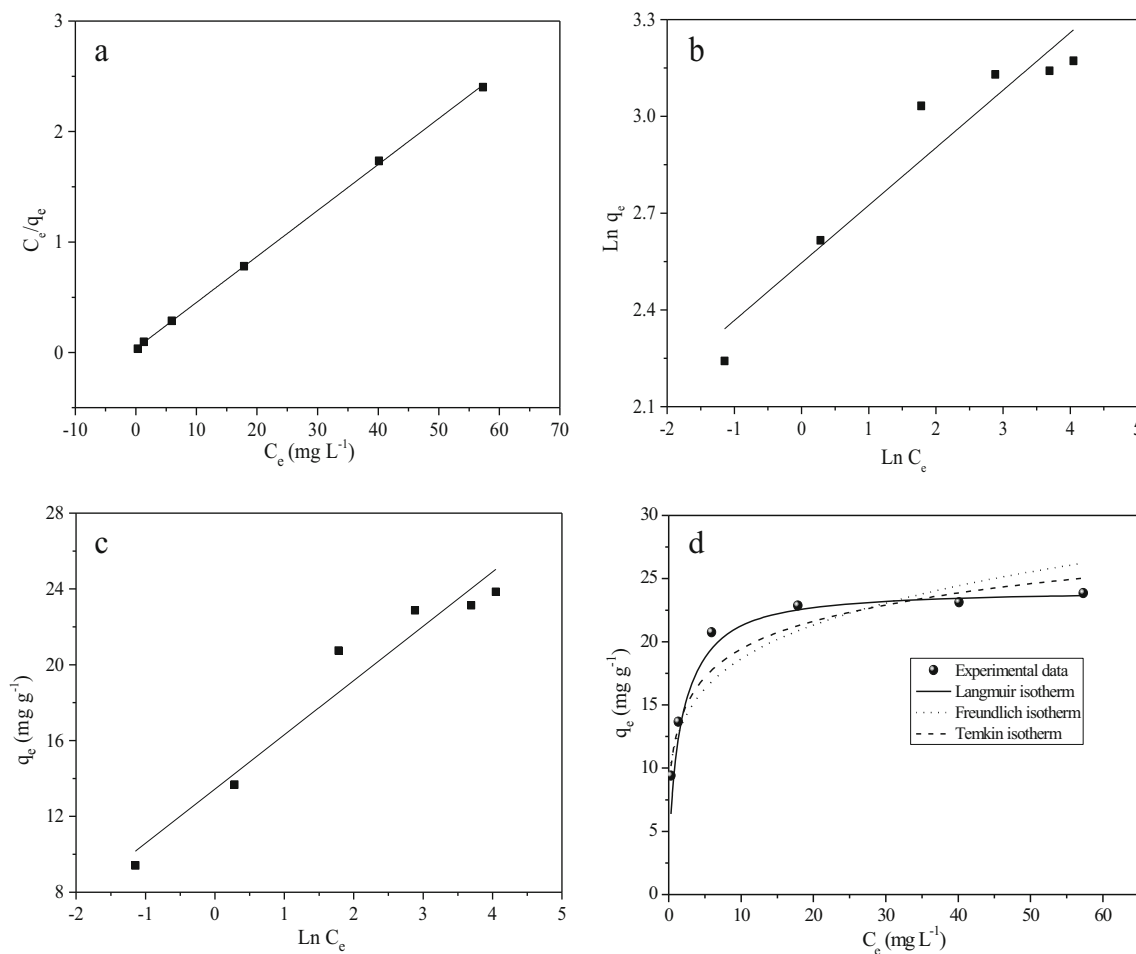 a
3
2
1
0
C_e/q_e
-10 0 10 20 30 40 50 60 70
C_e (mg L^-1)
b
3.3
3.0
2.7
2.4
2.1
Ln q_e
-2 -1 0 1 2 3 4 5
Ln C_e
c
28
24
20
16
12
8
q_e (mg g^-1)
-2 -1 0 1 2 3 4 5
Ln C_e
d
30
25
20
15
10
5
0
q_e (mg g^-1)
Experimental data
Langmuir isotherm
Freundlich isotherm
Temkin isotherm
0 10 20 30 40 50 60
C_e (mg L^-1)